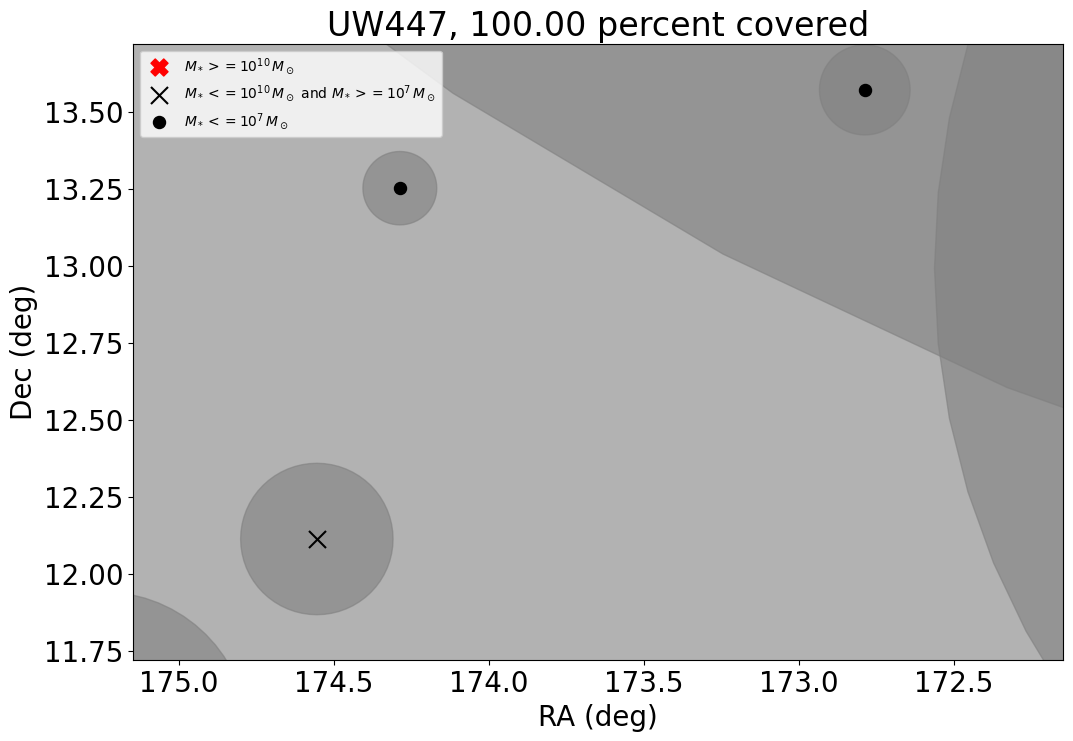 UW447, 100.00 percent covered
M* >= 10^10 M⊙
M* <= 10^10 M⊙ and M* >= 10^7 M⊙
M* <= 10^7 M⊙
13.50
13.25
13.00
12.75
12.50
12.25
12.00
11.75
Dec (deg)
175.0 174.5 174.0 173.5 173.0 172.5
RA (deg)